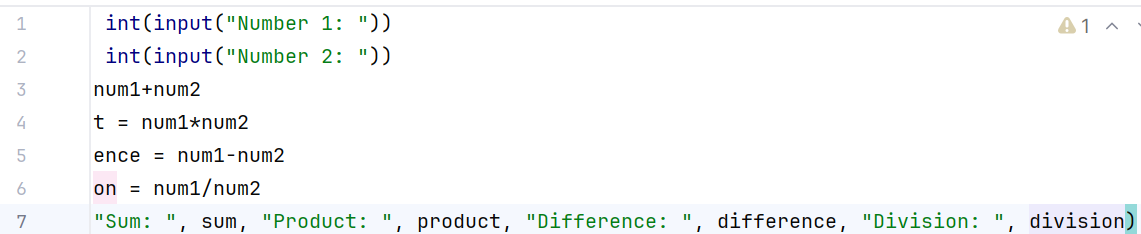 1 int(input("Number 1: "))
2 int(input("Number 2: "))
3 num1+num2
4 t = num1*num2
5 ence = num1-num2
6 on = num1/num2
7 "Sum: ", sum, "Product: ", product, "Difference: ", difference, "Division: ", division)
1